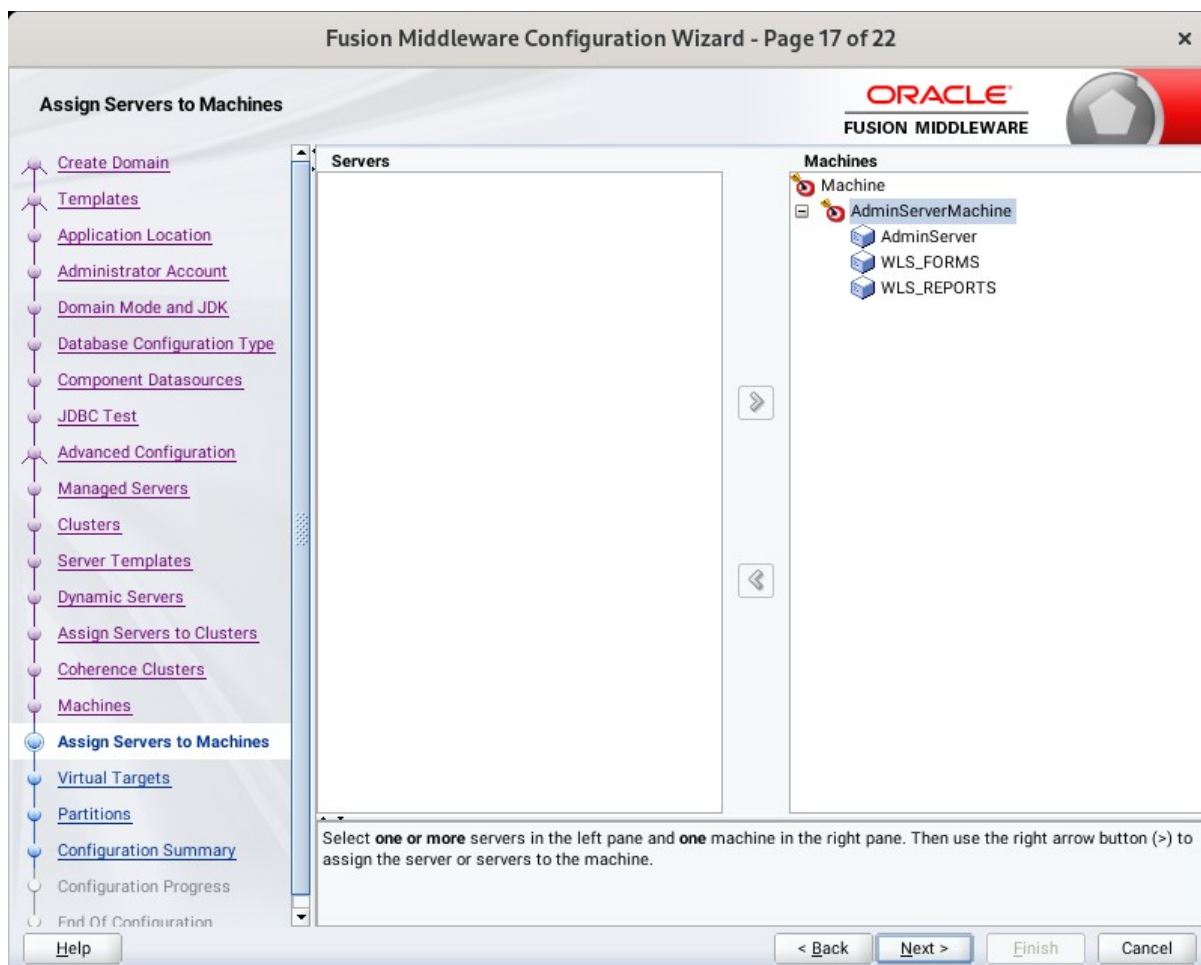 Fusion Middleware Configuration Wizard - Page 17 of 22
Assign Servers to Machines
ORACLE
FUSION MIDDLEWARE
Create Domain
Templates
Application Location
Administrator Account
Domain Mode and JDK
Database Configuration Type
Component Datasources
JDBC Test
Advanced Configuration
Managed Servers
Clusters
Server Templates
Dynamic Servers
Assign Servers to Clusters
Coherence Clusters
Machines
Assign Servers to Machines
Virtual Targets
Partitions
Configuration Summary
Configuration Progress
End Of Configuration
Servers
Machines
Machine
AdminServerMachine
AdminServer
WLS_FORMS
WLS_REPORTS
Select one or more servers in the left pane and one machine in the right pane. Then use the right arrow button (>) to
assign the server or servers to the machine.
Help
< Back
Next >
Finish
Cancel